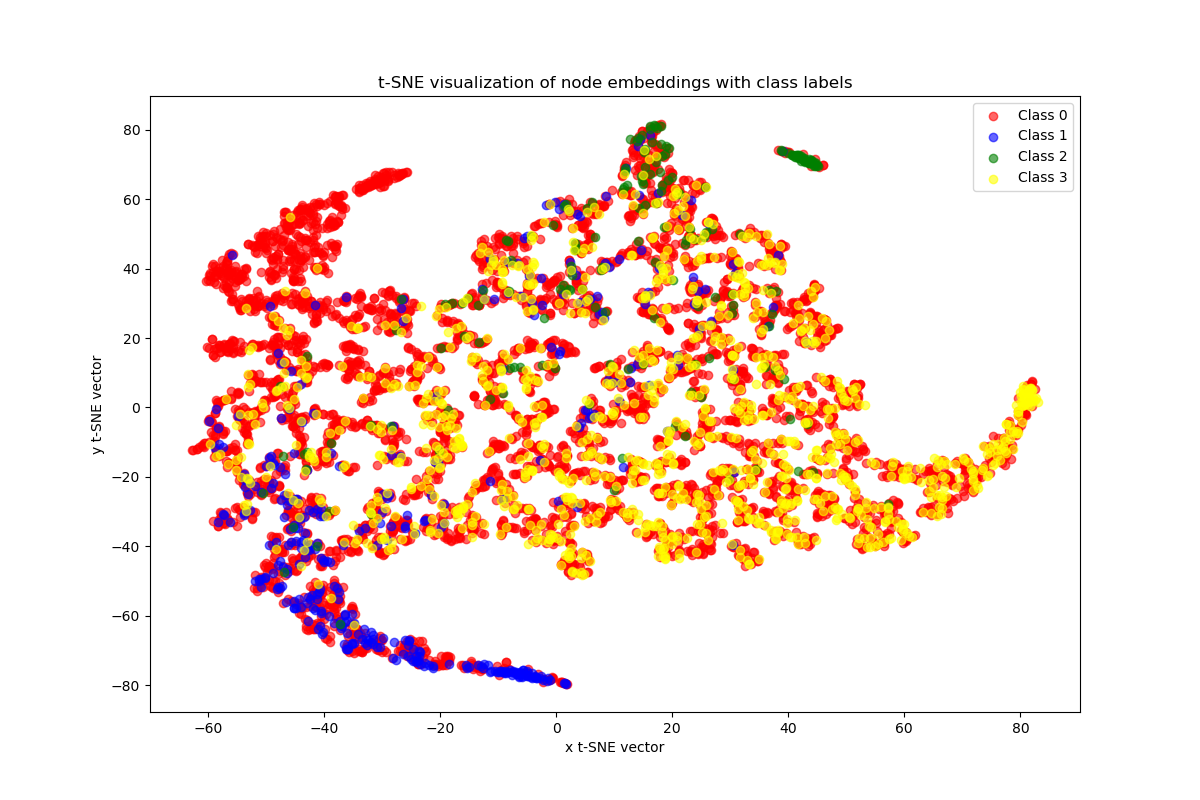 t-SNE visualization of node embeddings with class labels
Class 0
Class 1
Class 2
Class 3
80
60
40
20
0
−20
−40
−60
−80
y t-SNE vector
−60 −40 −20 0 20 40 60 80
x t-SNE vector